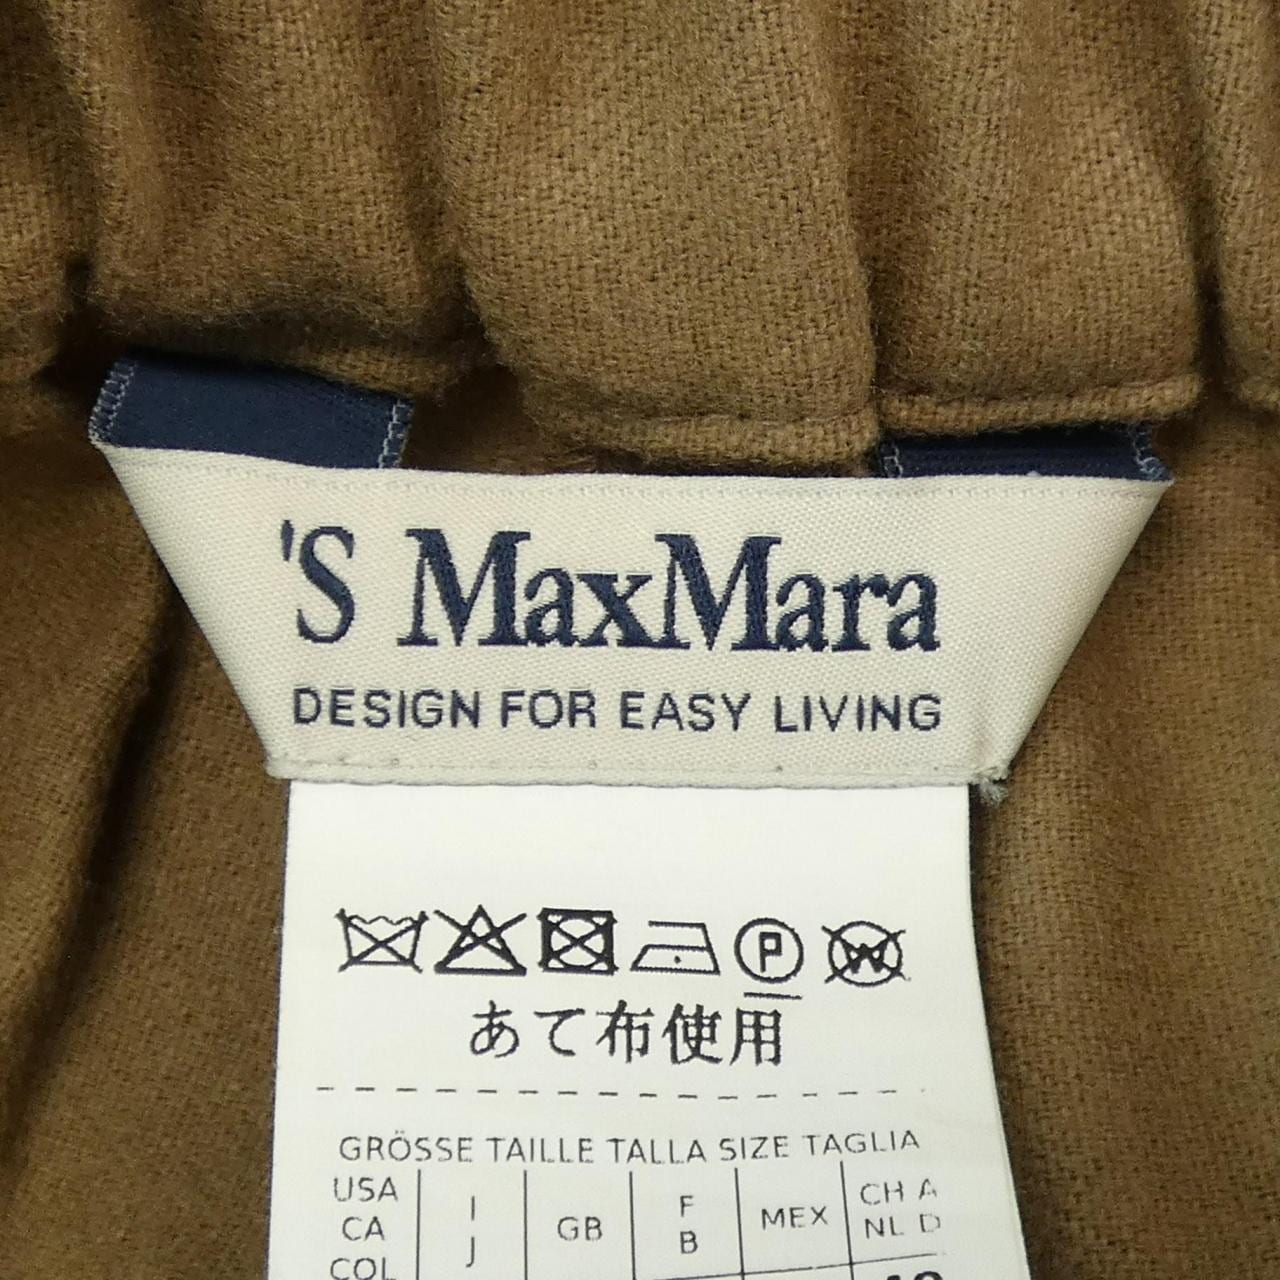 'S MaxMara
DESIGN FOR EASY LIVING
P W
あて布使用
GRÖSSE TAILLE TALLA SIZE TAGLIA
USA CA COL
I J
GB
F B
MEX
CH A
NL D